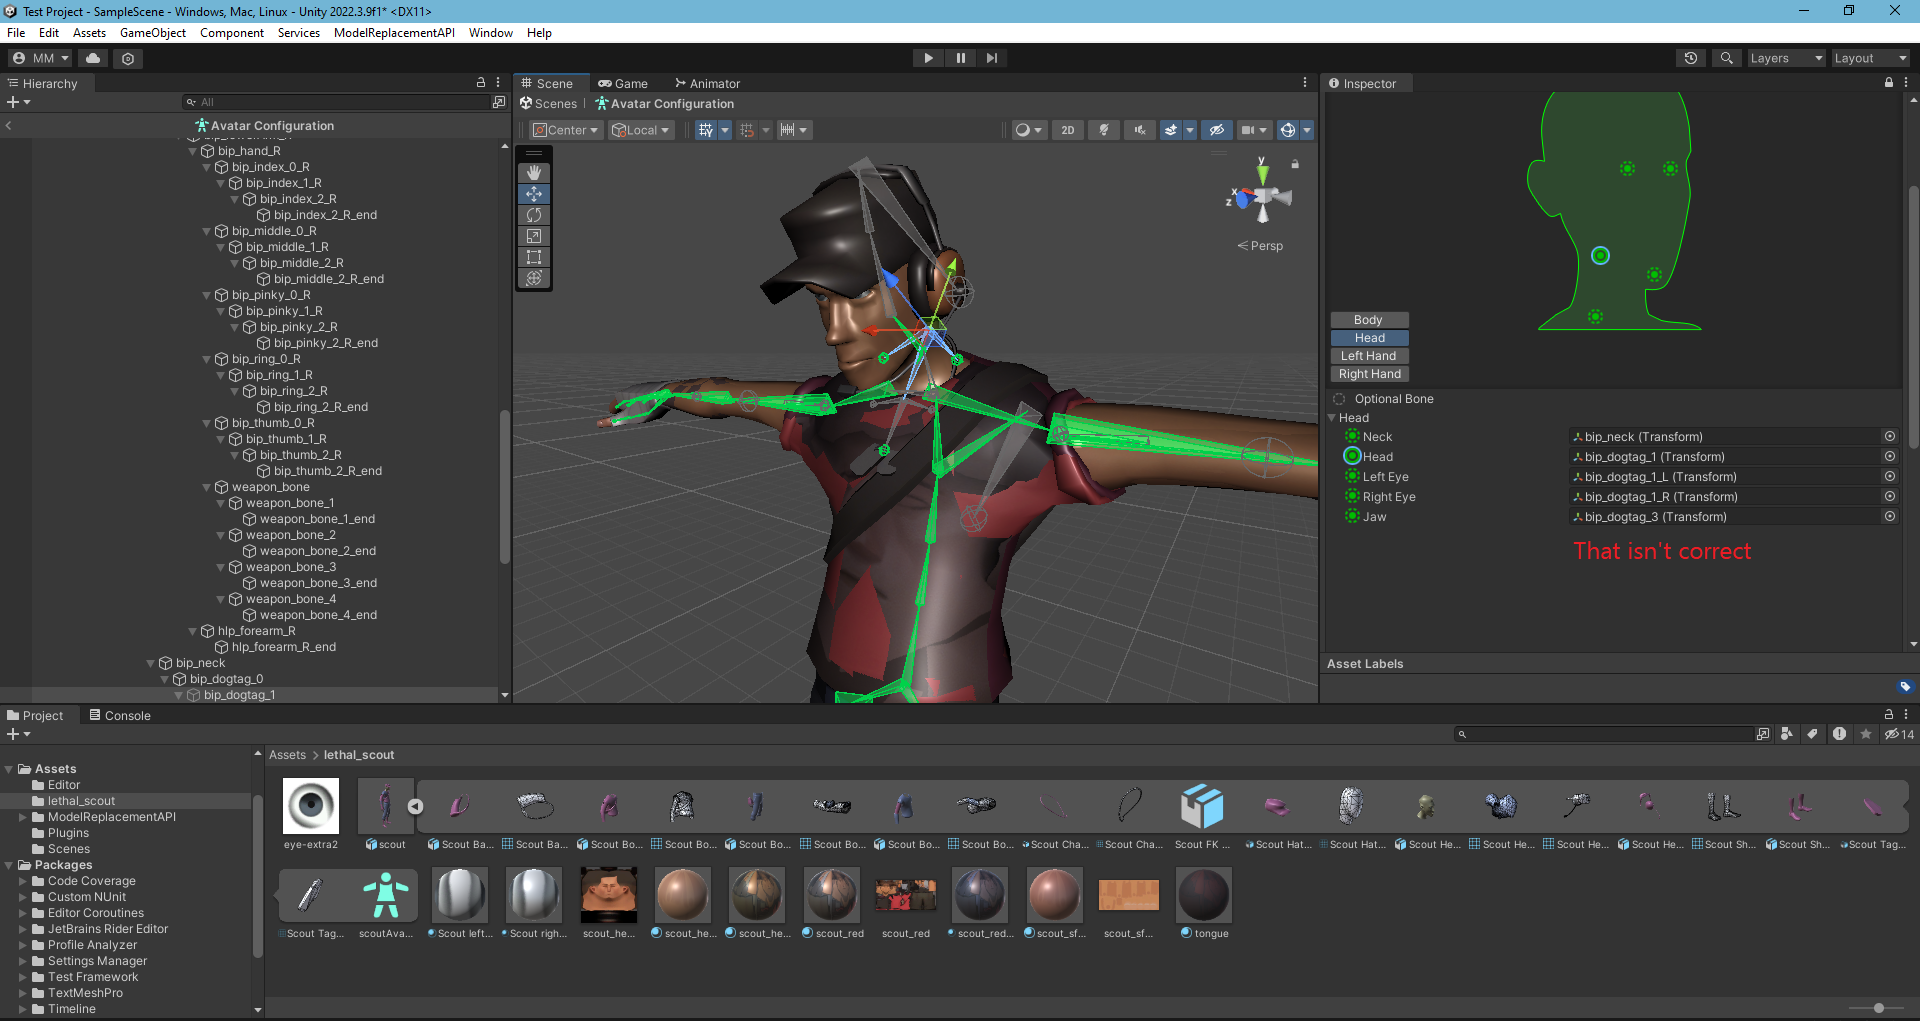 Test Project - SampleScene - Windows, Mac, Linux - Unity 2022.3.9f1* <DX11>
File Edit Assets GameObject Component Services ModelReplacementAPI Window Help
MM Layers Layout
Hierarchy
All
Avatar Configuration
bip_hand_R
bip_index_0_R
bip_index_1_R
bip_index_2_R
bip_index_2_R_end
bip_middle_0_R
bip_middle_1_R
bip_middle_2_R
bip_middle_2_R_end
bip_pinky_0_R
bip_pinky_1_R
bip_pinky_2_R
bip_pinky_2_R_end
bip_ring_0_R
bip_ring_1_R
bip_ring_2_R
bip_ring_2_R_end
bip_thumb_0_R
bip_thumb_1_R
bip_thumb_2_R
bip_thumb_2_R_end
weapon_bone
weapon_bone_1
weapon_bone_1_end
weapon_bone_2
weapon_bone_2_end
weapon_bone_3
weapon_bone_3_end
weapon_bone_4
weapon_bone_4_end
hlp_forearm_R
hlp_forearm_R_end
bip_neck
bip_dogtag_0
bip_dogtag_1
Scene Game Animator
Scenes Avatar Configuration
Center Local 2D
y
x
z
Persp
Inspector
Body
Head
Left Hand
Right Hand
Optional Bone
Head
Neck bip_neck (Transform)
Head bip_dogtag_1 (Transform)
Left Eye bip_dogtag_1_L (Transform)
Right Eye bip_dogtag_1_R (Transform)
Jaw bip_dogtag_3 (Transform)
That isn't correct
Asset Labels
Project Console
14
Assets
Editor
lethal_scout
ModelReplacementAPI
Plugins
Scenes
Packages
Code Coverage
Custom NUnit
Editor Coroutines
JetBrains Rider Editor
Profile Analyzer
Settings Manager
Test Framework
TextMeshPro
Timeline
Assets > lethal_scout
eye-extra2 scout Scout Ba... Scout Ba... Scout Bo... Scout Bo... Scout Bo... Scout Bo... Scout Bo... Scout Bo... Scout Cha... Scout Cha... Scout FK ... Scout Hat... Scout Hat... Scout He... Scout He... Scout He... Scout He... Scout Sh... Scout Sh... Scout Tag...
Scout Tag... scoutAva... Scout left... Scout righ... scout_he... scout_he... scout_he... scout_red scout_red scout_red... scout_sf... scout_sf... tongue